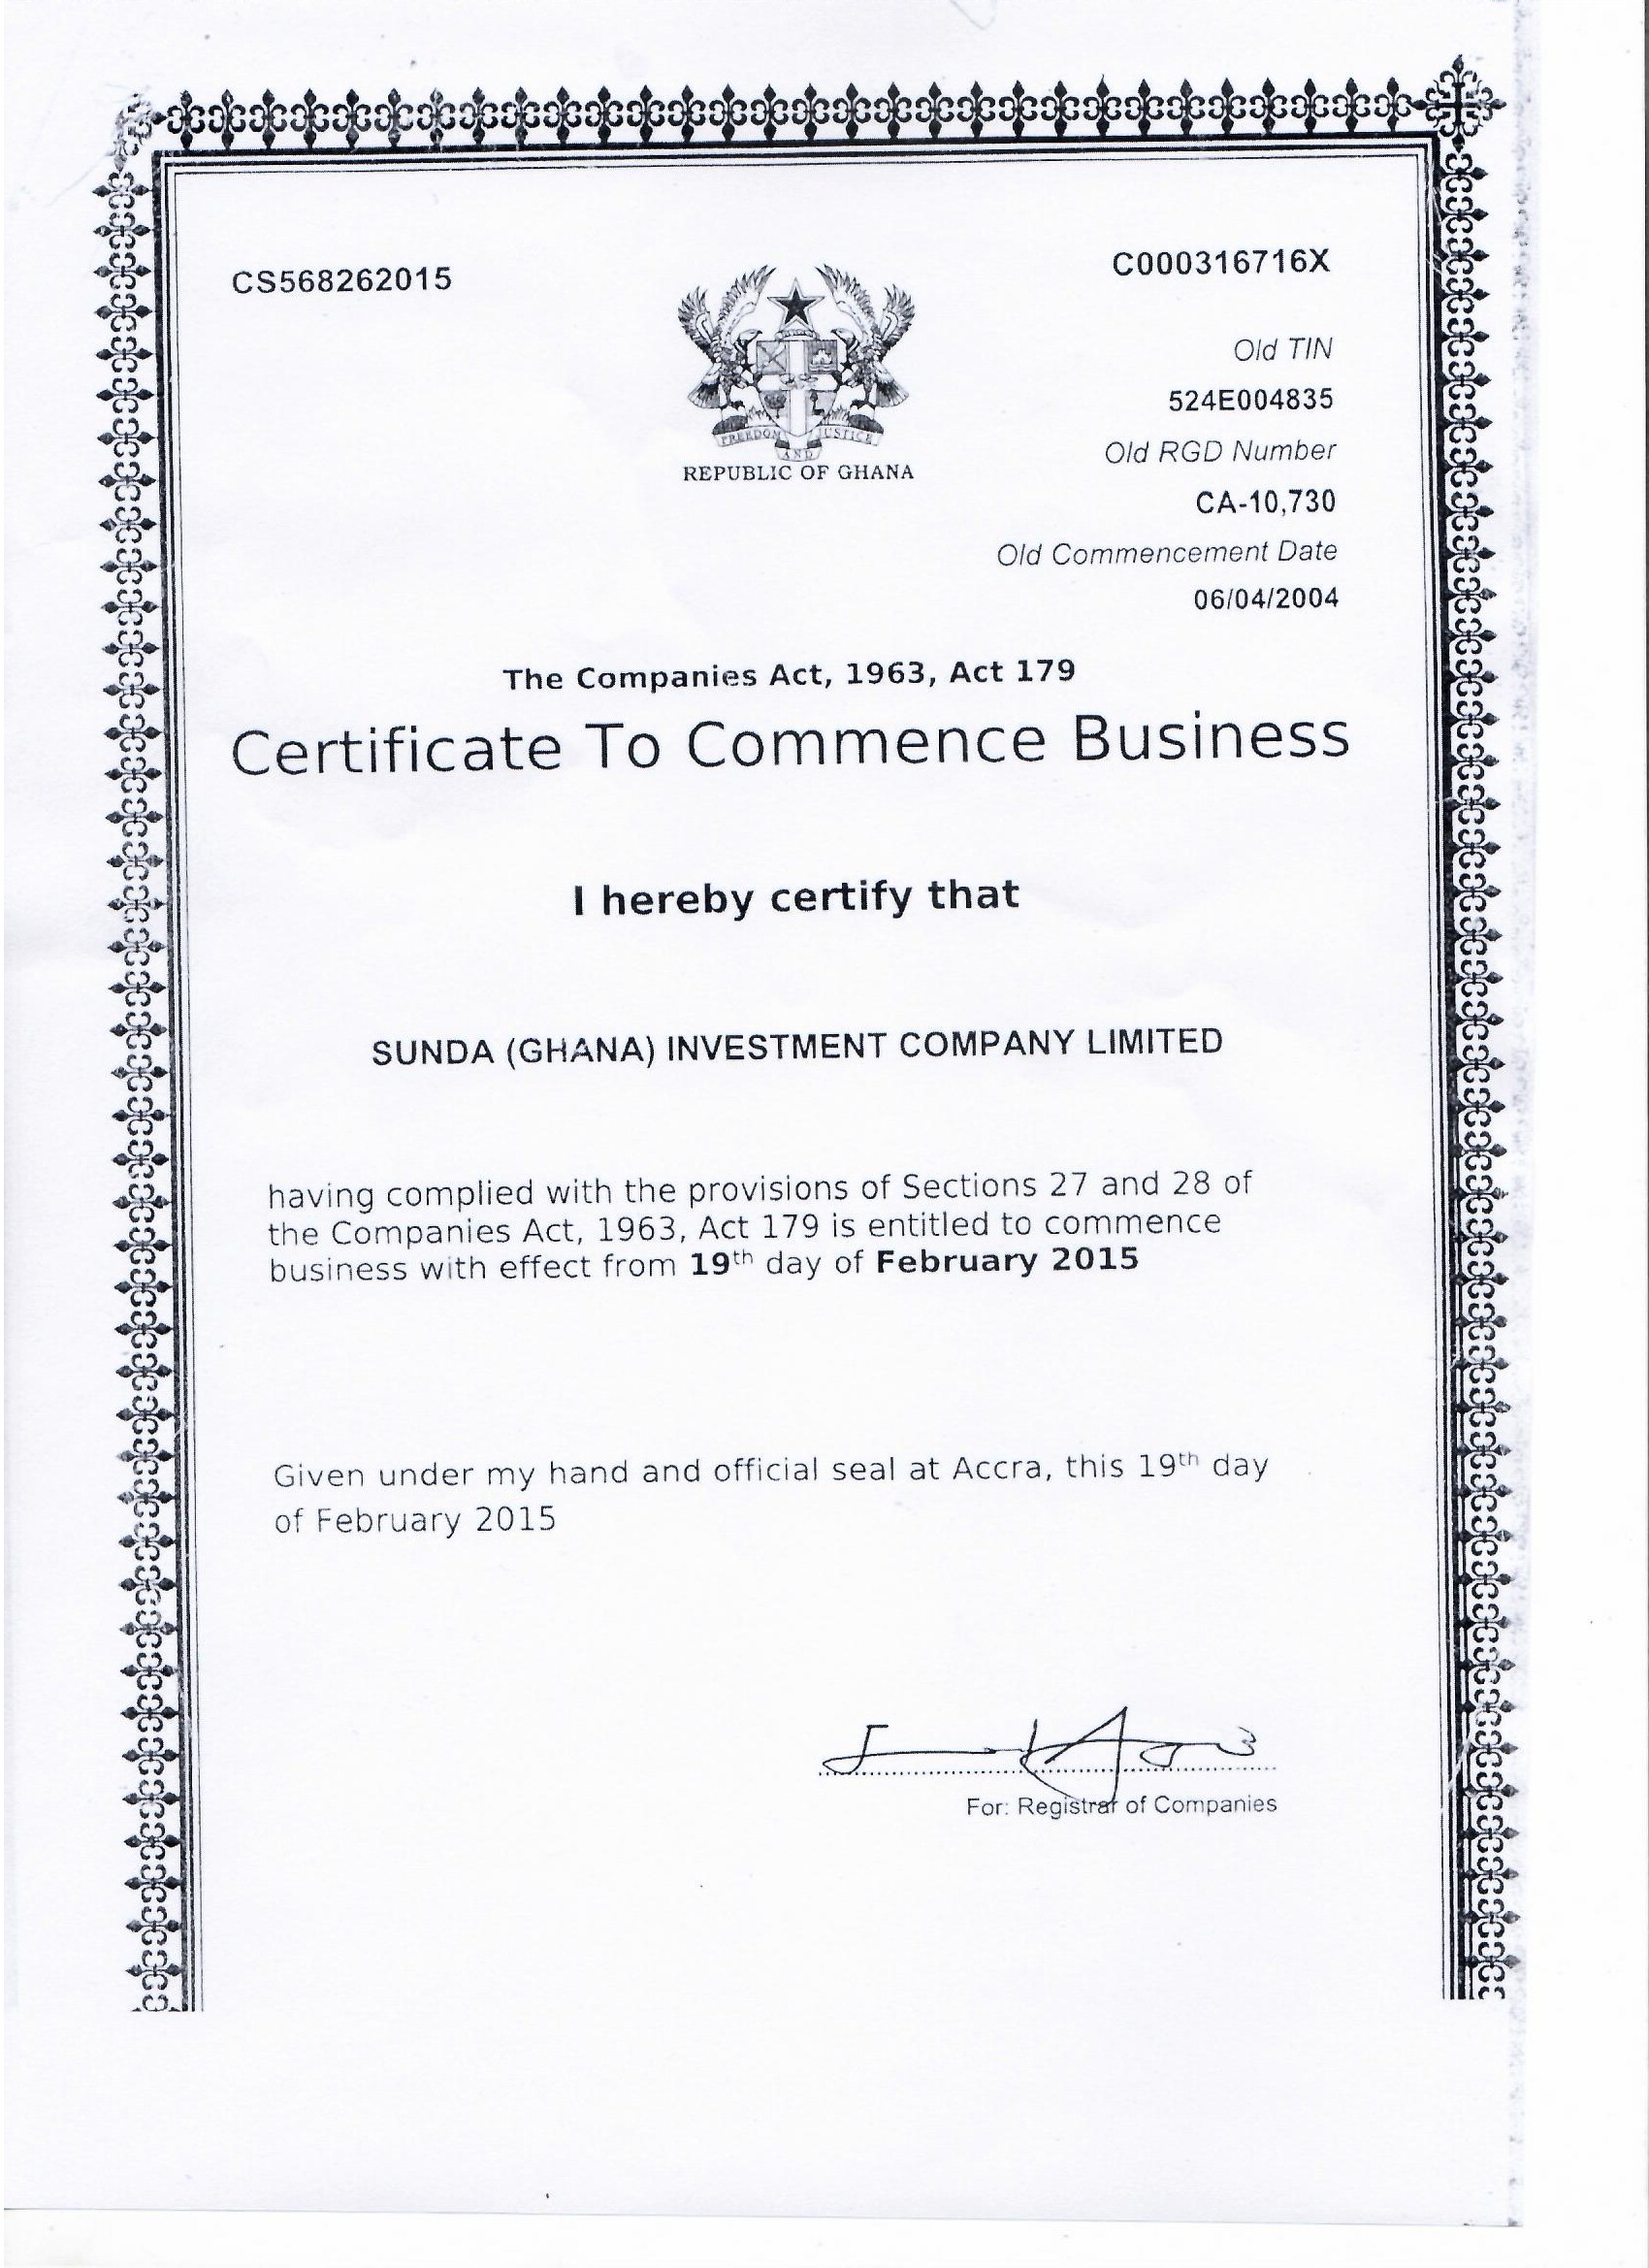 CS568262015
C000316716X
Old TIN
524E004835
Old RGD Number
CA-10,730
Old Commencement Date
06/04/2004
FREEDOM AND JUSTICE
REPUBLIC OF GHANA
The Companies Act, 1963, Act 179
Certificate To Commence Business
I hereby certify that
SUNDA (GHANA) INVESTMENT COMPANY LIMITED
having complied with the provisions of Sections 27 and 28 of
the Companies Act, 1963, Act 179 is entitled to commence
business with effect from 19th day of February 2015
Given under my hand and official seal at Accra, this 19th day
of February 2015
For: Registrar of Companies